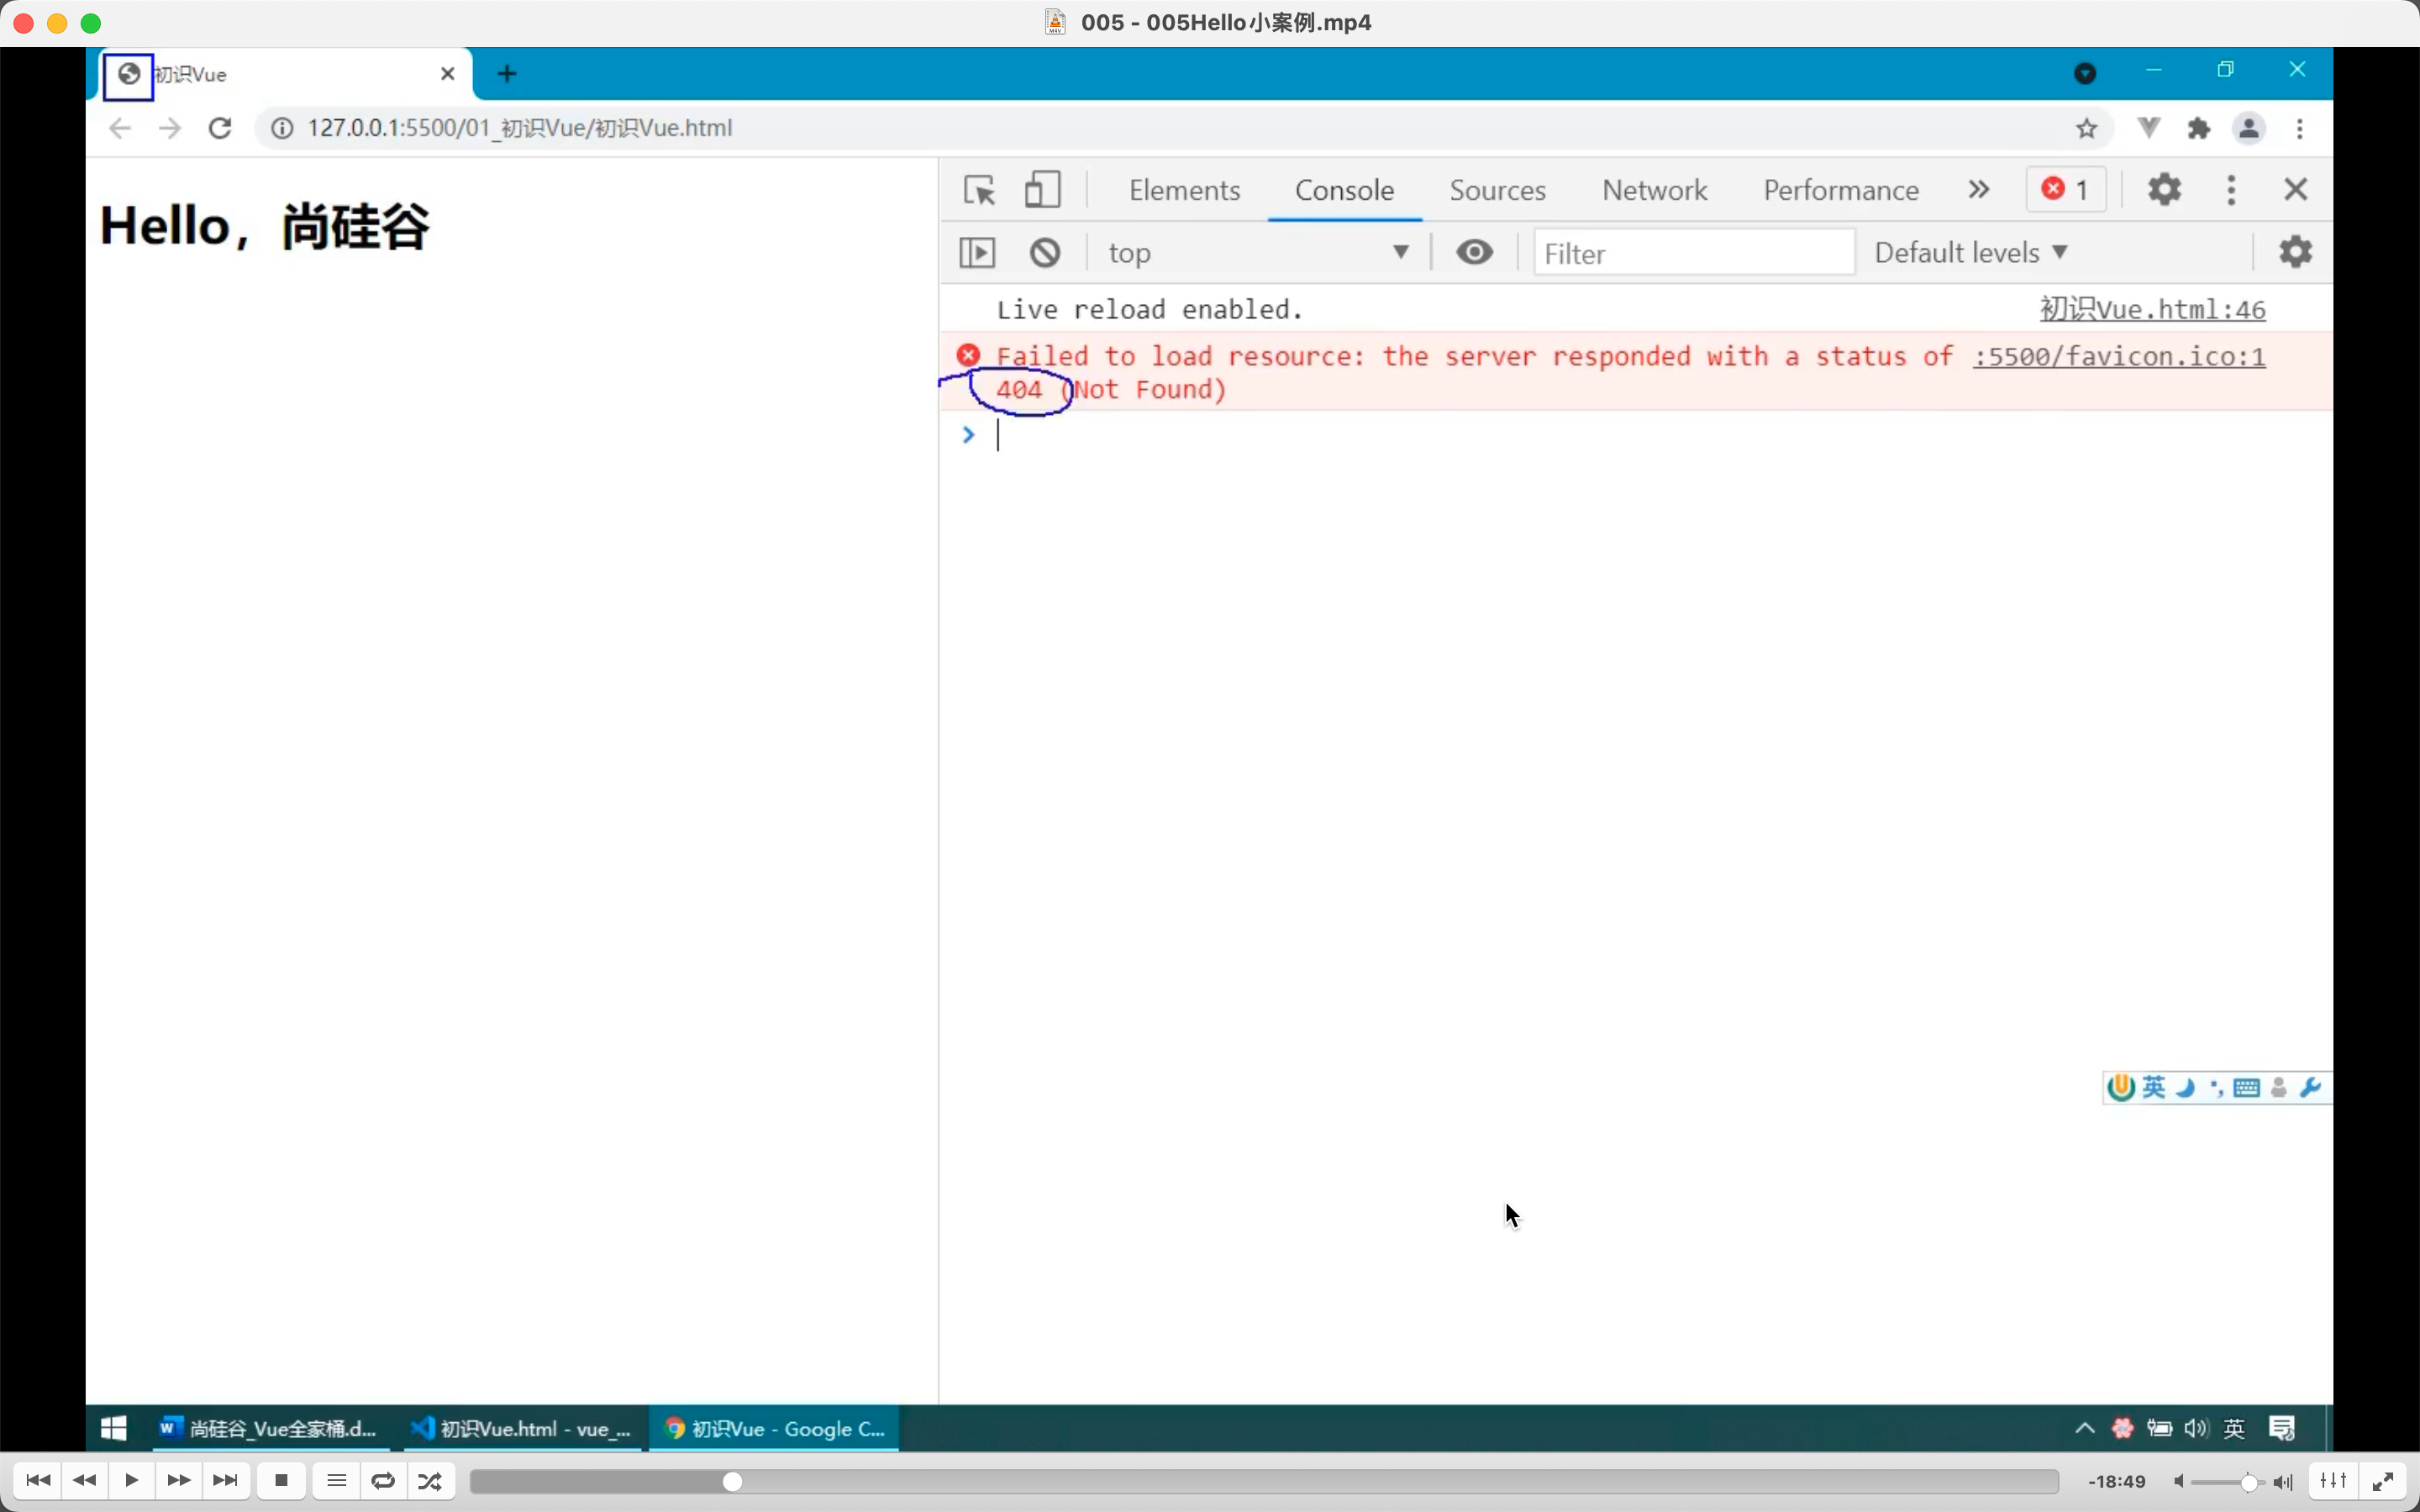 005 - 005Hello小案例.mp4
初识Vue
127.0.0.1:5500/01_初识Vue/初识Vue.html
Hello，尚硅谷
Elements Console Sources Network Performance 1
top Filter Default levels
Live reload enabled. 初识Vue.html:46
Failed to load resource: the server responded with a status of :5500/favicon.ico:1
404 (Not Found)
英
尚硅谷_Vue全家桶.d... 初识Vue.html - vue_... 初识Vue - Google C... 英
-18:49